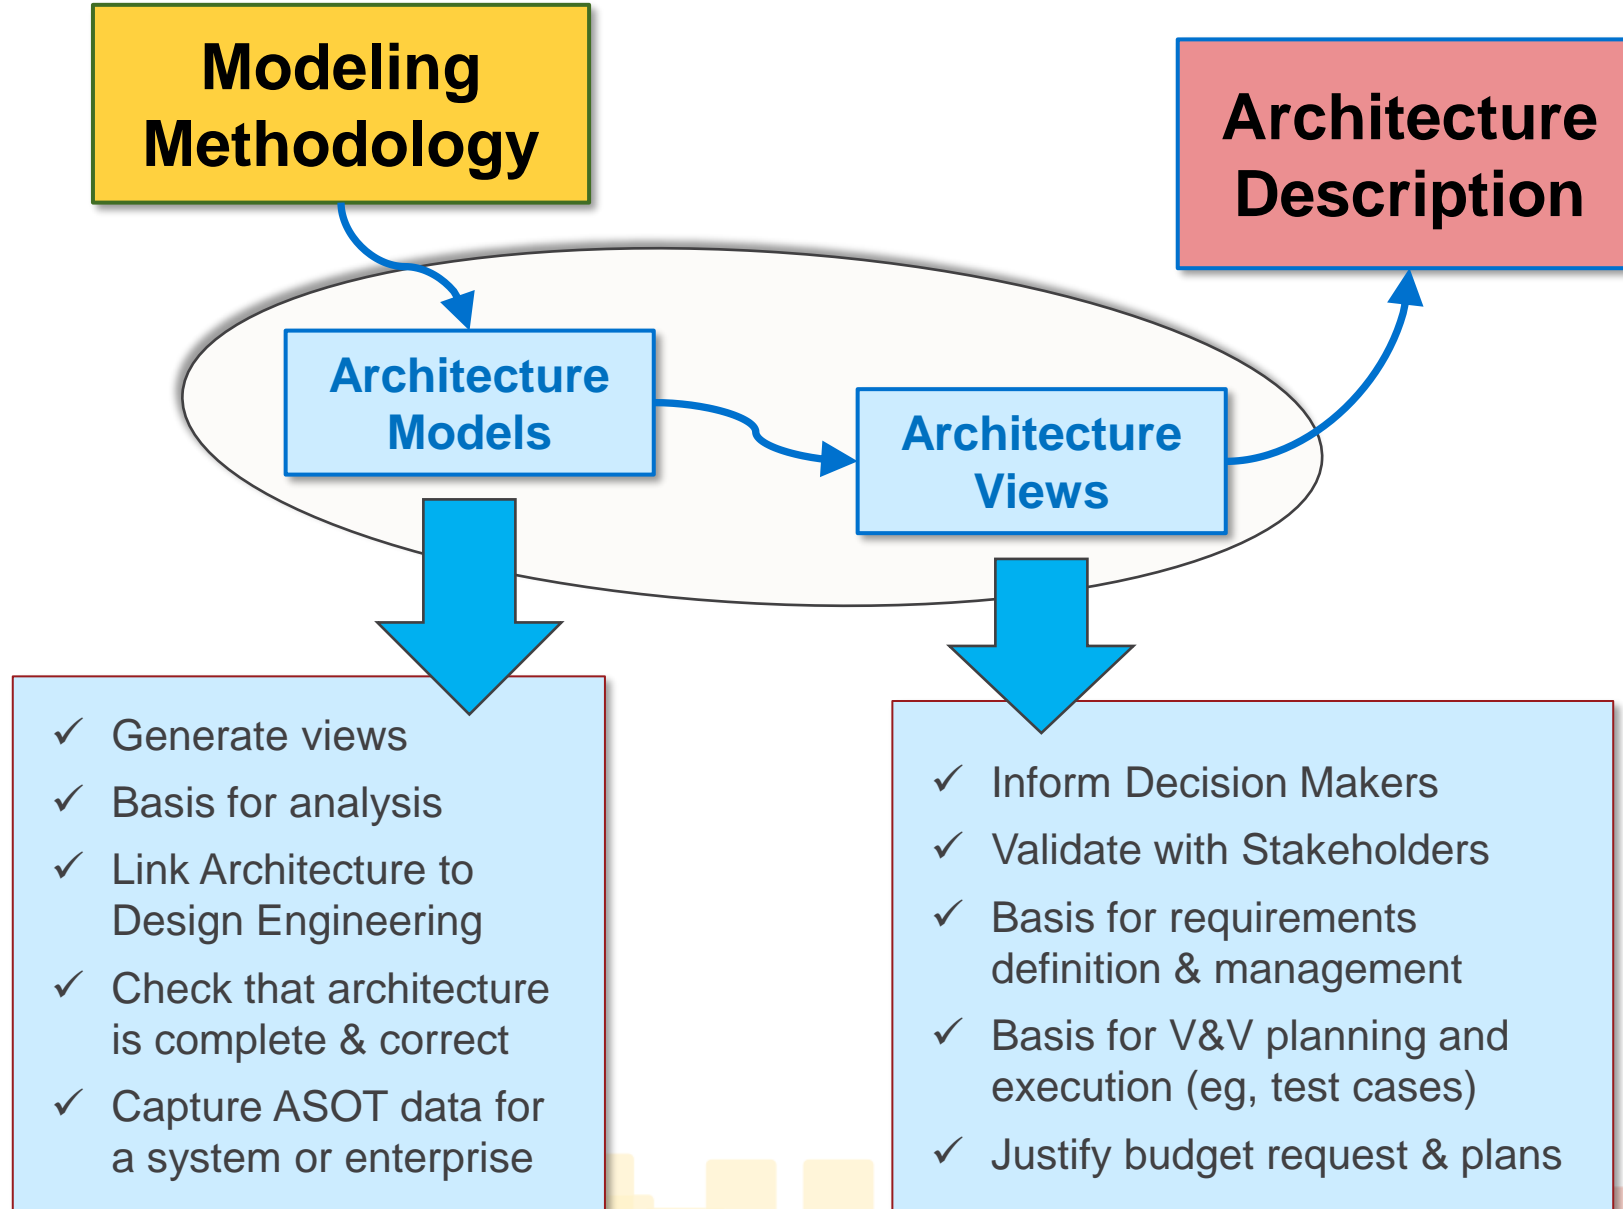 Modeling
Methodology
Architecture
Description
Architecture
Models
Architecture
Views
✓ Generate views
✓ Basis for analysis
✓ Link Architecture to
Design Engineering
✓ Check that architecture
is complete & correct
✓ Capture ASOT data for
a system or enterprise
✓ Inform Decision Makers
✓ Validate with Stakeholders
✓ Basis for requirements
definition & management
✓ Basis for V&V planning and
execution (eg, test cases)
✓ Justify budget request & plans